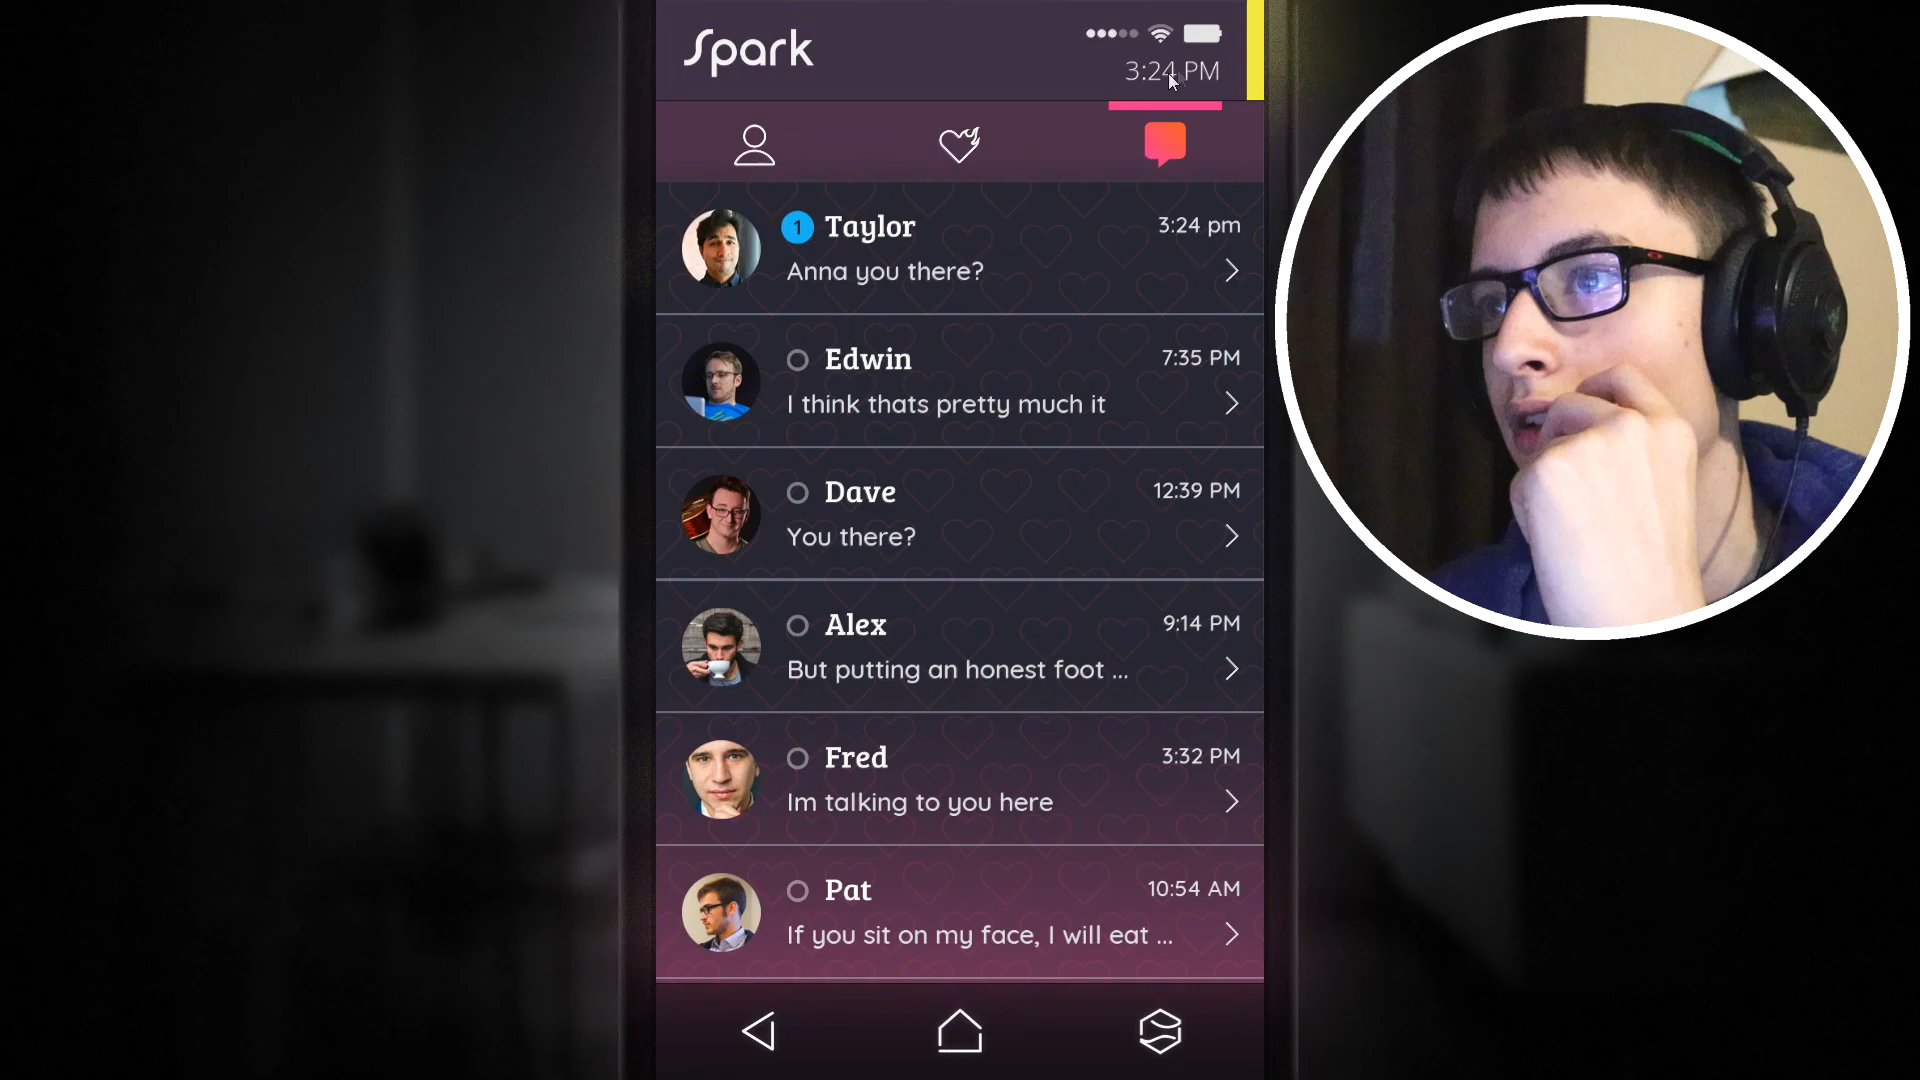 Spark
3:24 PM
1 Taylor 3:24 pm
Anna you there?
Edwin 7:35 PM
I think thats pretty much it
Dave 12:39 PM
You there?
Alex 9:14 PM
But putting an honest foot ...
Fred 3:32 PM
Im talking to you here
Pat 10:54 AM
If you sit on my face, I will eat ...